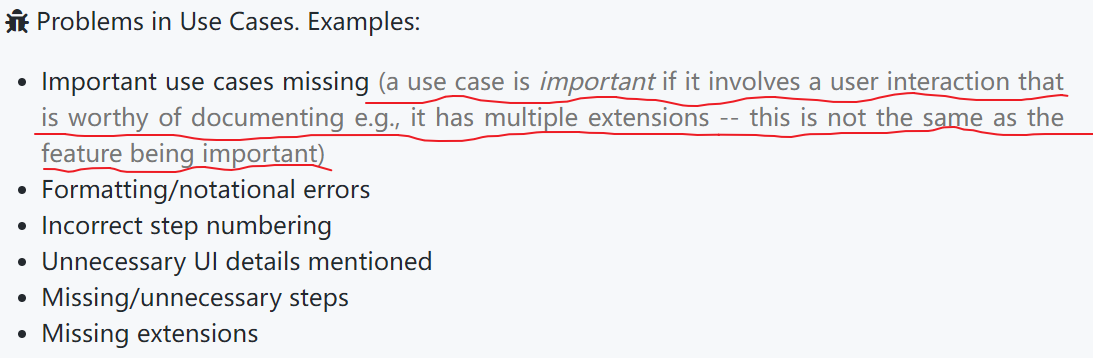 Problems in Use Cases. Examples:
• Important use cases missing (a use case is important if it involves a user interaction that
is worthy of documenting e.g., it has multiple extensions -- this is not the same as the
feature being important)
• Formatting/notational errors
• Incorrect step numbering
• Unnecessary UI details mentioned
• Missing/unnecessary steps
• Missing extensions